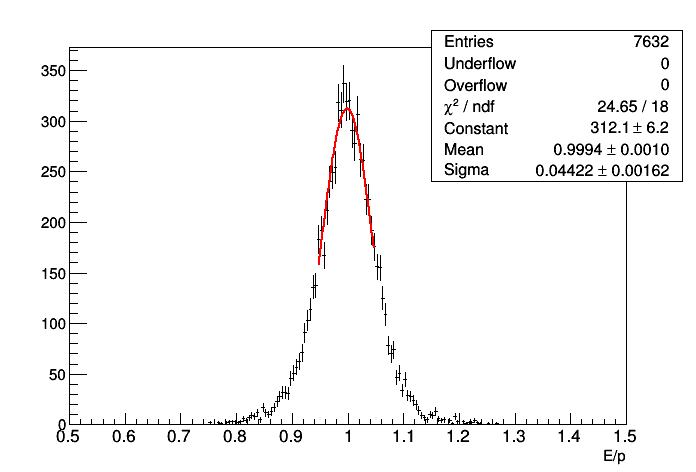 Entries 7632
Underflow 0
Overflow 0
χ² / ndf 24.65 / 18
Constant 312.1 ± 6.2
Mean 0.9994 ± 0.0010
Sigma 0.04422 ± 0.00162
350
300
250
200
150
100
50
0
0.5 0.6 0.7 0.8 0.9 1 1.1 1.2 1.3 1.4 1.5
E/p